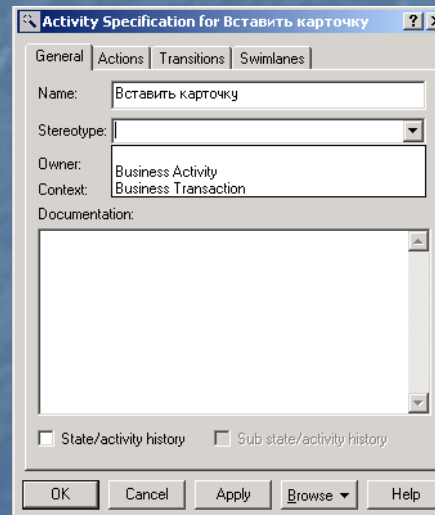 Activity Specification for Вставить карточку
General Actions Transitions Swimlanes
Name: Вставить карточку
Stereotype:
Owner: Business Activity
Context: Business Transaction
Documentation:
State/activity history Sub state/activity history
OK Cancel Apply Browse Help